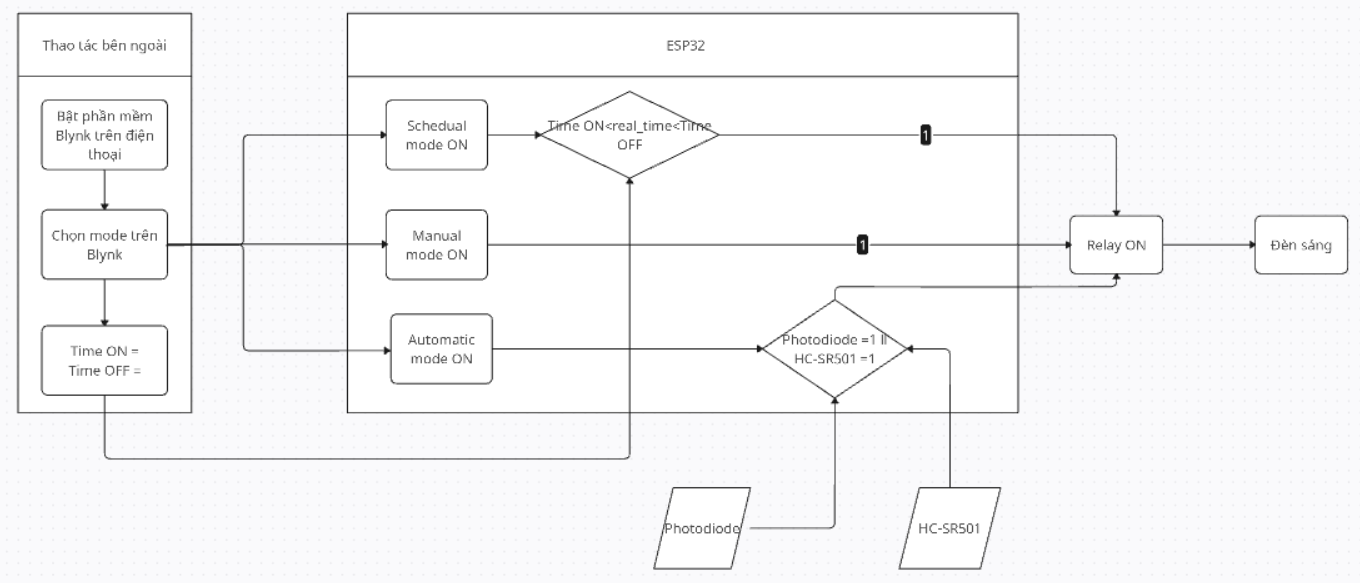 Thao tác bên ngoài
Bật phần mềm
Blynk trên điện
thoại
Chọn mode trên
Blynk
Time ON =
Time OFF =
ESP32
Schedual
mode ON
Time ON<real_time<Time
OFF
1
Manual
mode ON
1
Relay ON
Đèn sáng
Automatic
mode ON
Photodiode =1 ||
HC-SR501 =1
Photodiode
HC-SR501